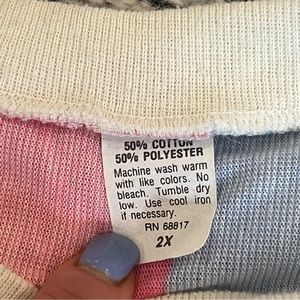 50% COTTON
50% POLYESTER
Machine wash warm
with like colors. No
bleach. Tumble dry
low. Use cool iron
if necessary.
RN 68817
2X